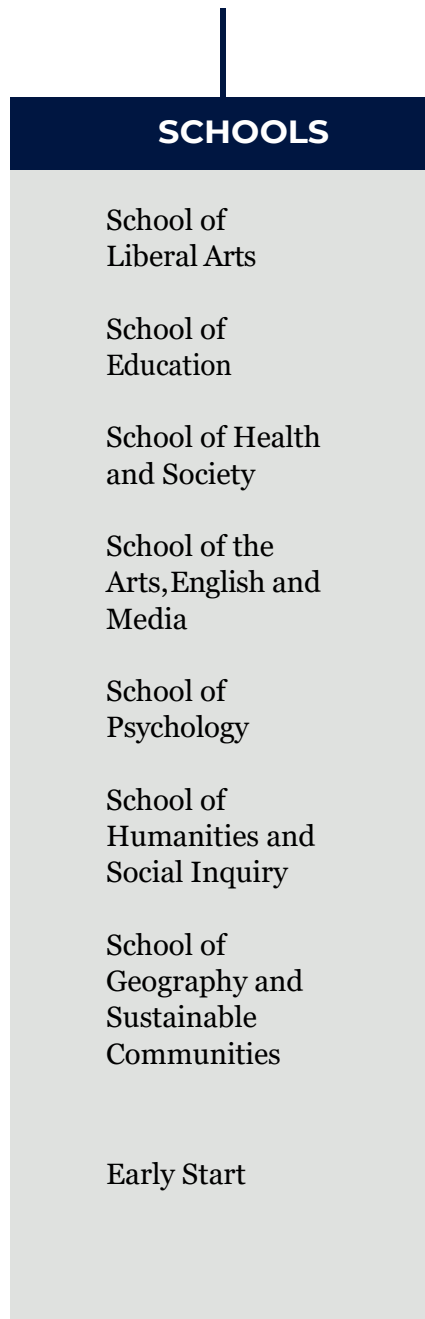 SCHOOLS
School of
Liberal Arts
School of
Education
School of Health
and Society
School of the
Arts,English and
Media
School of
Psychology
School of
Humanities and
Social Inquiry
School of
Geography and
Sustainable
Communities
Early Start